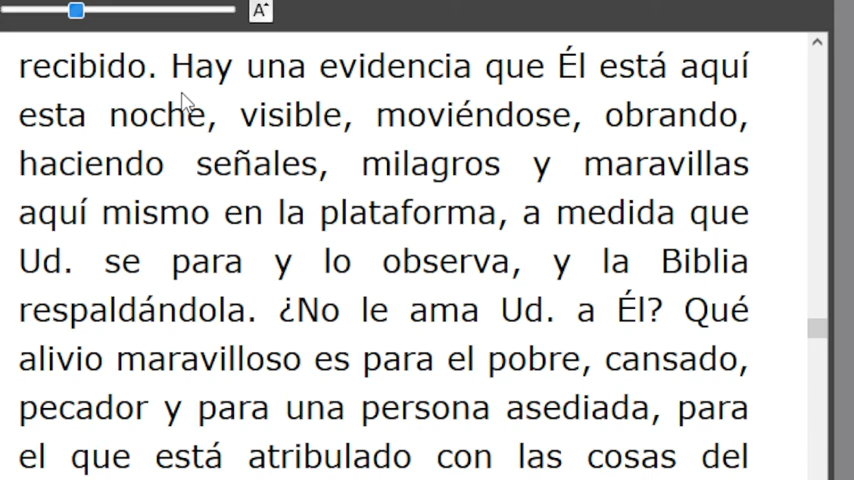 A
recibido. Hay una evidencia que Él está aquí
esta noche, visible, moviéndose, obrando,
haciendo señales, milagros y maravillas
aquí mismo en la plataforma, a medida que
Ud. se para y lo observa, y la Biblia
respaldándola. ¿No le ama Ud. a Él? Qué
alivio maravilloso es para el pobre, cansado,
pecador y para una persona asediada, para
el que está atribulado con las cosas del